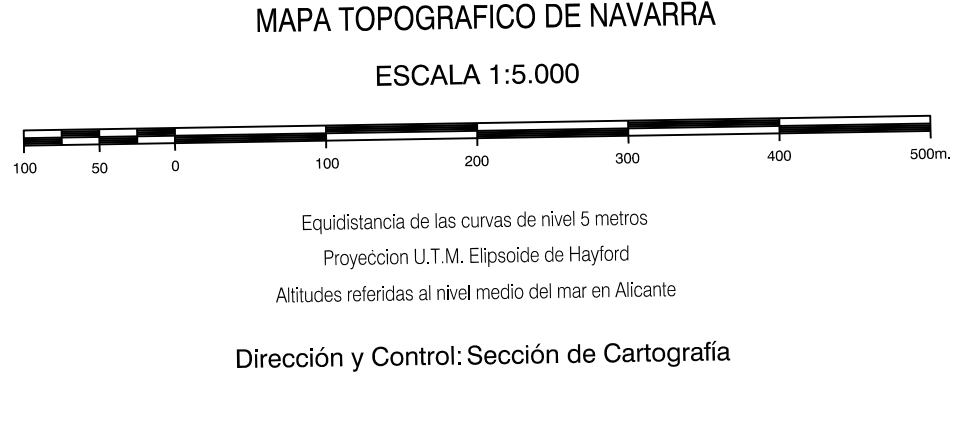 MAPA TOPOGRAFICO DE NAVARRA
ESCALA 1:5.000
100 50 0 100 200 300 400 500m.
Equidistancia de las curvas de nivel 5 metros
Proyeccion U.T.M. Elipsoide de Hayford
Altitudes referidas al nivel medio del mar en Alicante
Dirección y Control: Sección de Cartografía